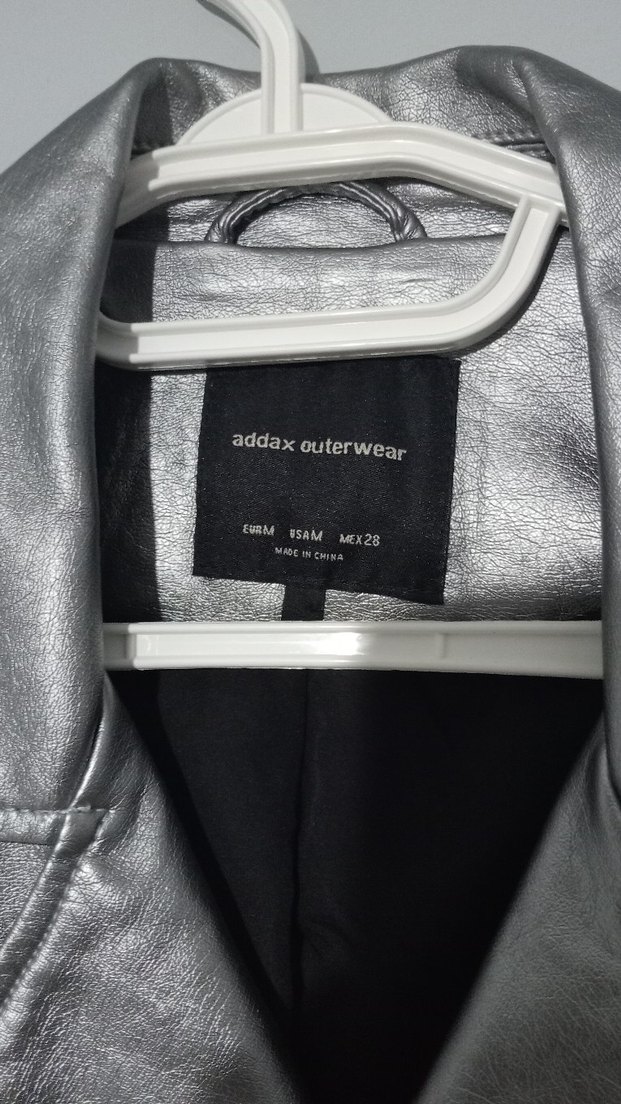 addax outerwear
EUR M USA M MEX 28
MADE IN CHINA